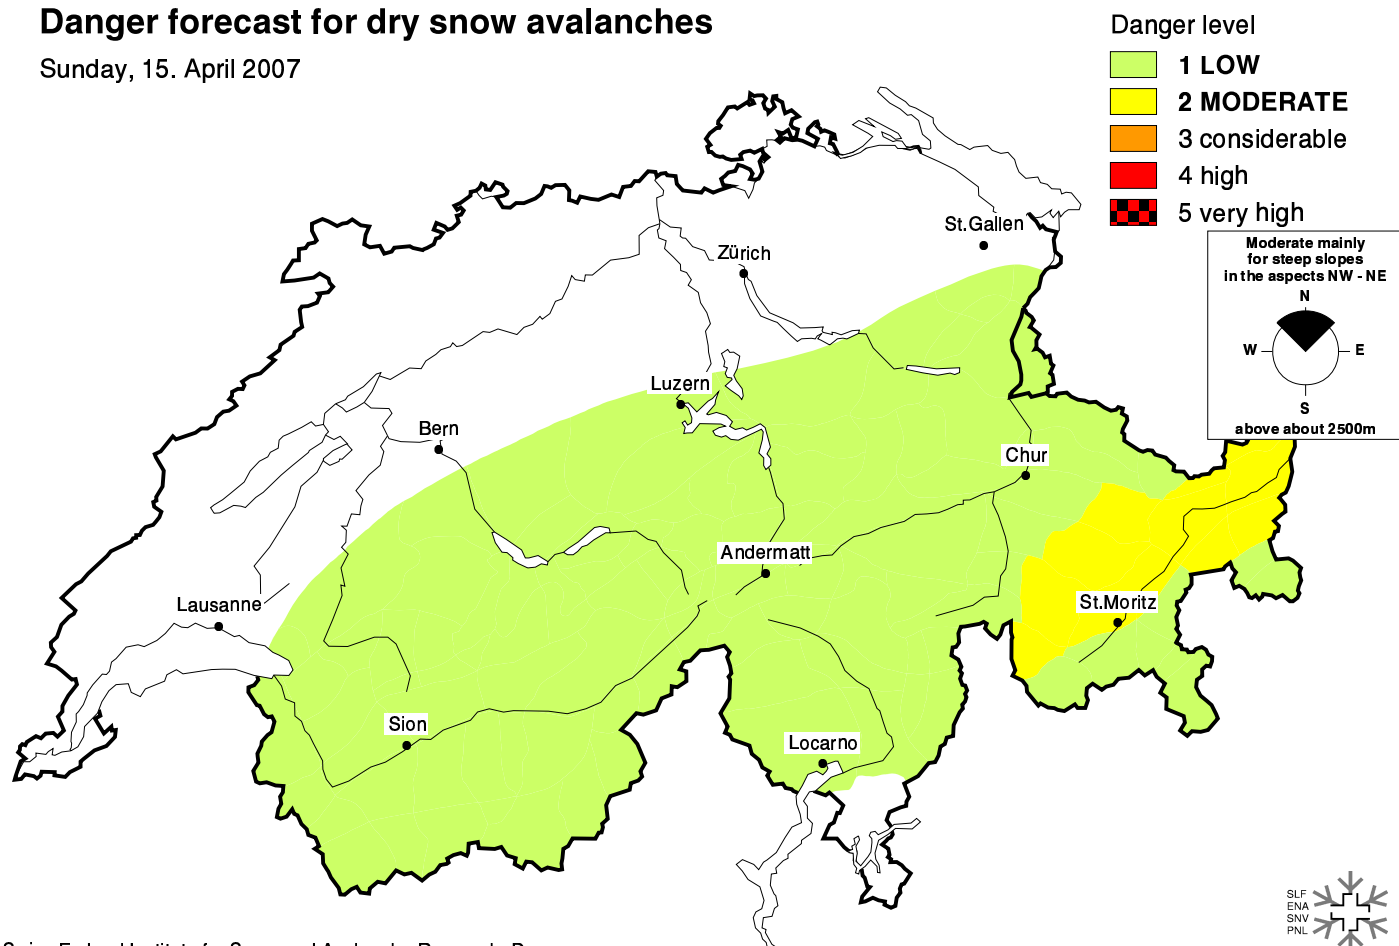 Danger forecast for dry snow avalanches
Sunday, 15. April 2007
Danger level
1 LOW
2 MODERATE
3 considerable
4 high
5 very high
Moderate mainly
for steep slopes
in the aspects NW - NE
N
W
E
S
above about 2500m
St.Gallen
Zürich
Luzern
Bern
Chur
Andermatt
Lausanne
St.Moritz
Sion
Locarno
SLF
ENA
SNV
PNL